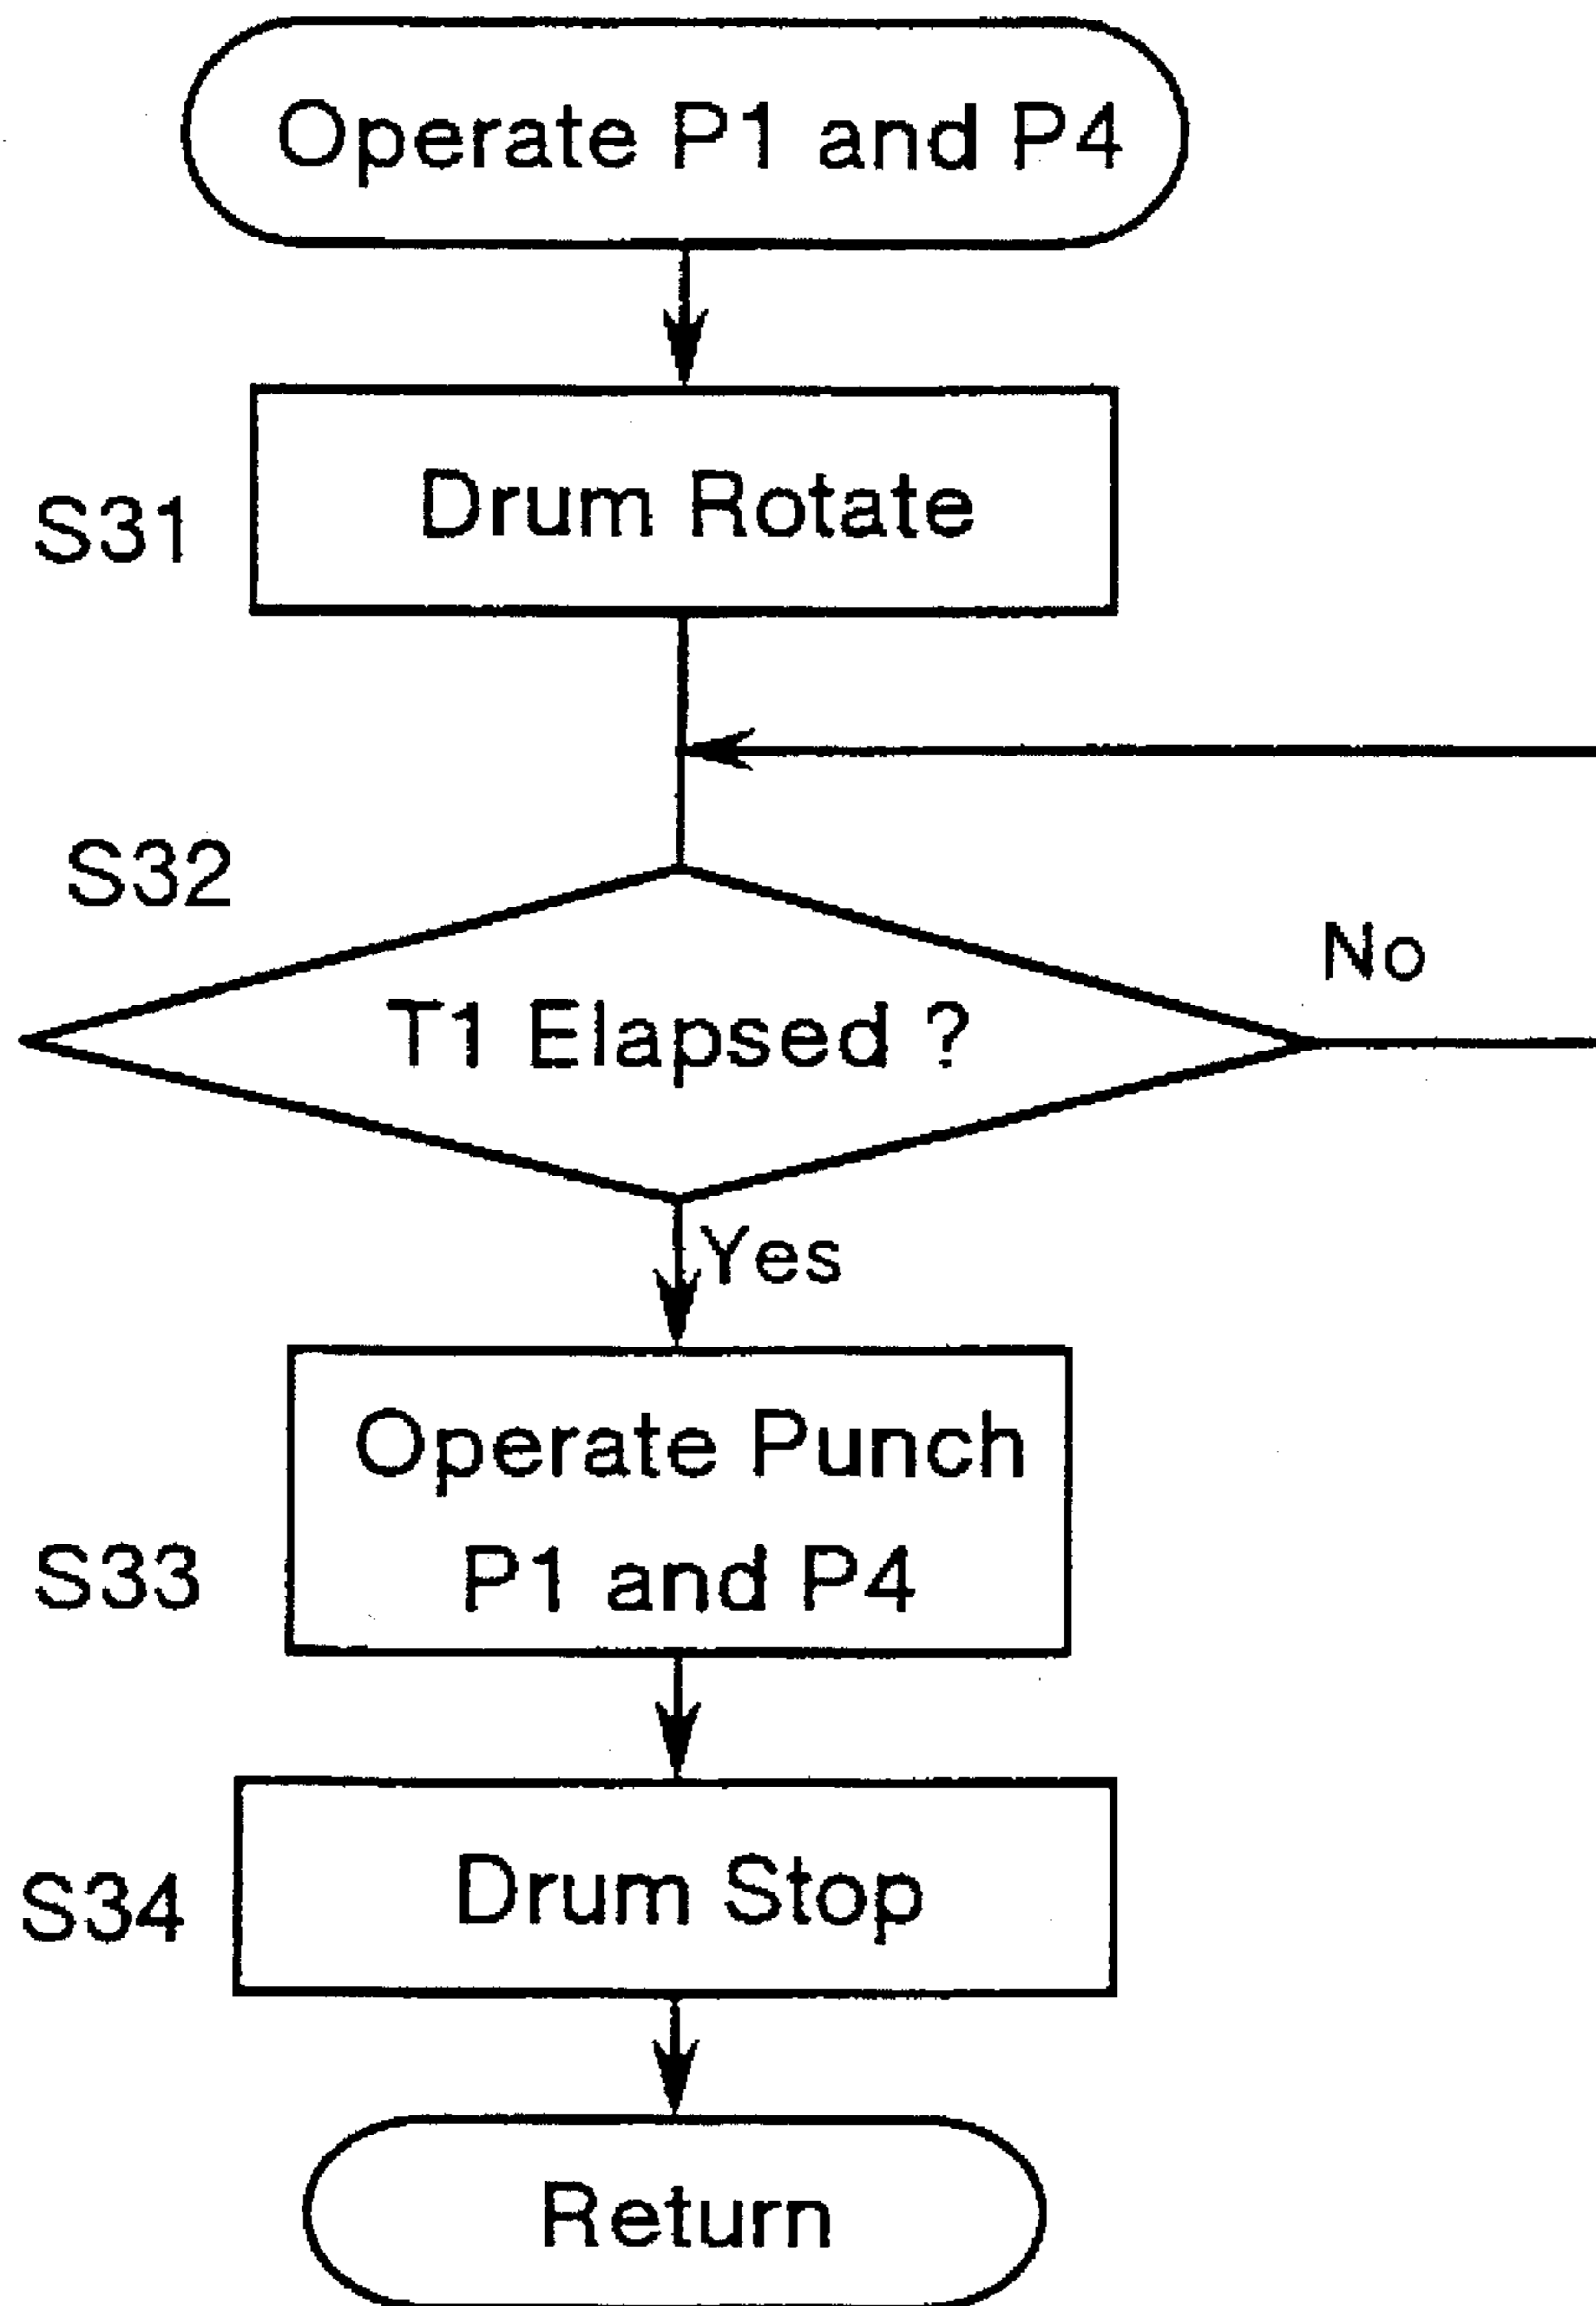 Operate P1 and P4
S31
Drum Rotate
S32
No
T1 Elapsed ?
Yes
Operate Punch
P1 and P4
S33
Drum Stop
S34
Return